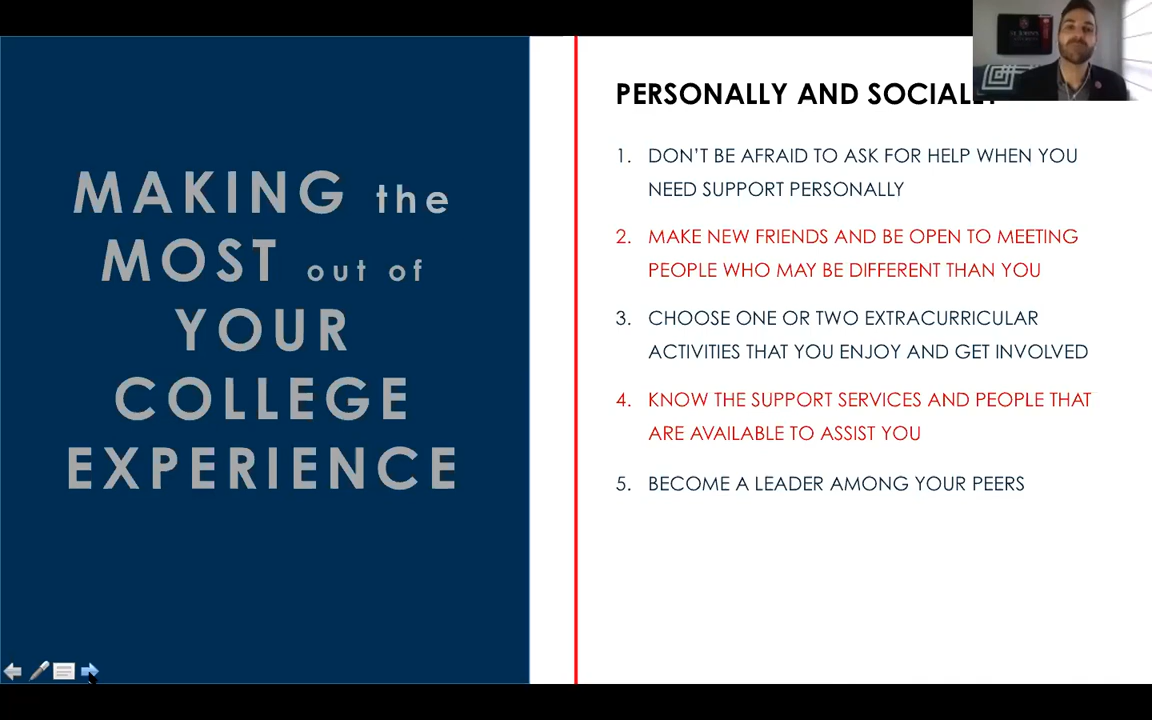 MAKING the
MOST out of
YOUR
COLLEGE
EXPERIENCE
PERSONALLY AND SOCIALLY
1. DON'T BE AFRAID TO ASK FOR HELP WHEN YOU
NEED SUPPORT PERSONALLY
2. MAKE NEW FRIENDS AND BE OPEN TO MEETING
PEOPLE WHO MAY BE DIFFERENT THAN YOU
3. CHOOSE ONE OR TWO EXTRACURRICULAR
ACTIVITIES THAT YOU ENJOY AND GET INVOLVED
4. KNOW THE SUPPORT SERVICES AND PEOPLE THAT
ARE AVAILABLE TO ASSIST YOU
5. BECOME A LEADER AMONG YOUR PEERS